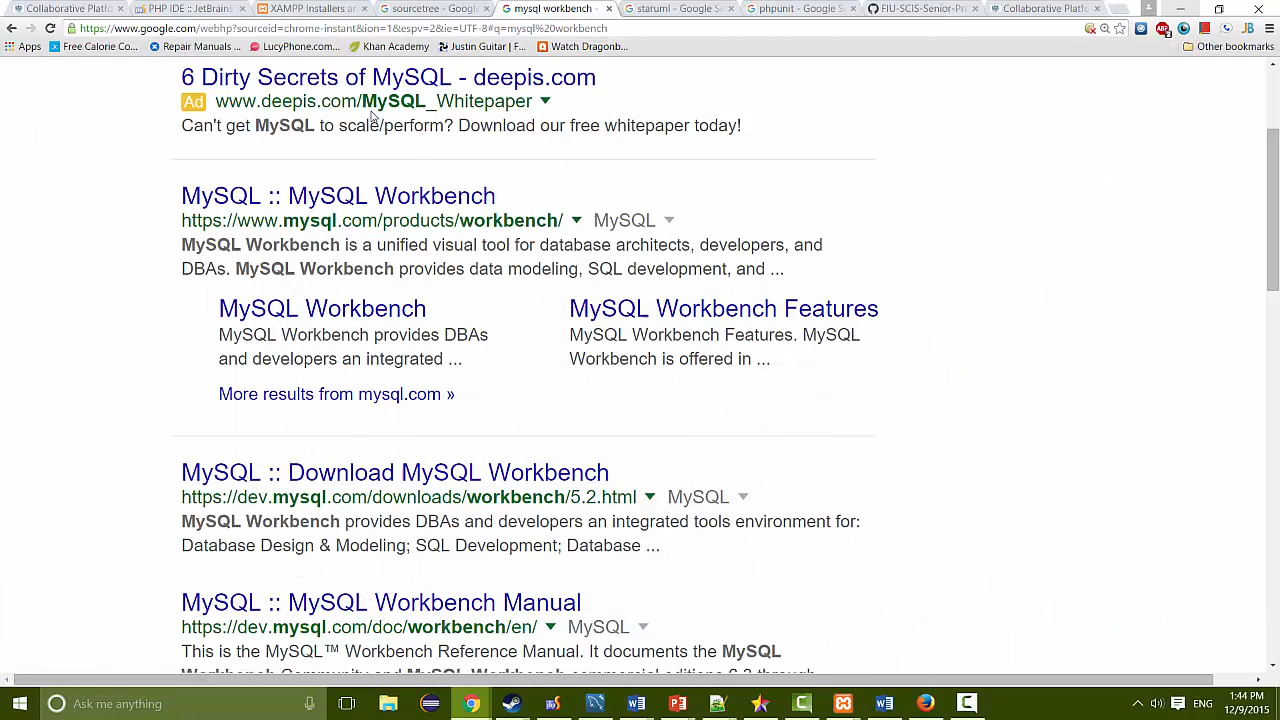 Collaborative Platfo
PHP IDE :: JetBrains
XAMPP Installers ar
sourcetree - Google
mysql workbench -
staruml - Google Sa
phpunit - Google S
FIU-SCIS-Senior-Pr
Collaborative Platfo
https://www.google.com/webhp?sourceid=chrome-instant&ion=1&espv=2&ie=UTF-8#q=mysql%20workbench
Apps Free Calorie Co... Repair Manuals ... LucyPhone.com ... Khan Academy Justin Guitar | F... Watch Dragonb... Other bookmarks
6 Dirty Secrets of MySQL - deepis.com
Ad www.deepis.com/MySQL_Whitepaper
Can't get MySQL to scale/perform? Download our free whitepaper today!
MySQL :: MySQL Workbench
https://www.mysql.com/products/workbench/ MySQL
MySQL Workbench is a unified visual tool for database architects, developers, and
DBAs. MySQL Workbench provides data modeling, SQL development, and ...
MySQL Workbench
MySQL Workbench provides DBAs
and developers an integrated ...
MySQL Workbench Features
MySQL Workbench Features. MySQL
Workbench is offered in ...
More results from mysql.com »
MySQL :: Download MySQL Workbench
https://dev.mysql.com/downloads/workbench/5.2.html MySQL
MySQL Workbench provides DBAs and developers an integrated tools environment for:
Database Design & Modeling; SQL Development; Database ...
MySQL :: MySQL Workbench Manual
https://dev.mysql.com/doc/workbench/en/ MySQL
This is the MySQL™ Workbench Reference Manual. It documents the MySQL
Ask me anything
1:44 PM
12/9/2015